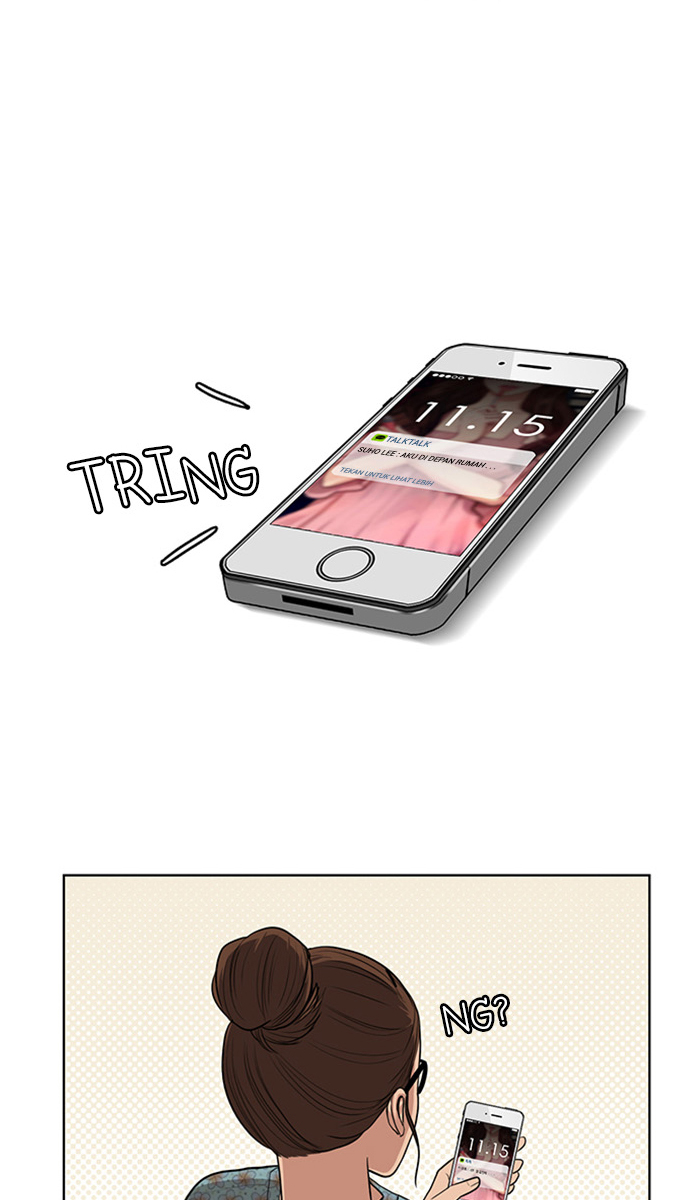 11.15
TALKTALK
SUHO LEE : AKU DI DEPAN RUMAH...
TEKAN UNTUK LIHAT LEBIH
TRING
NG?
11.15